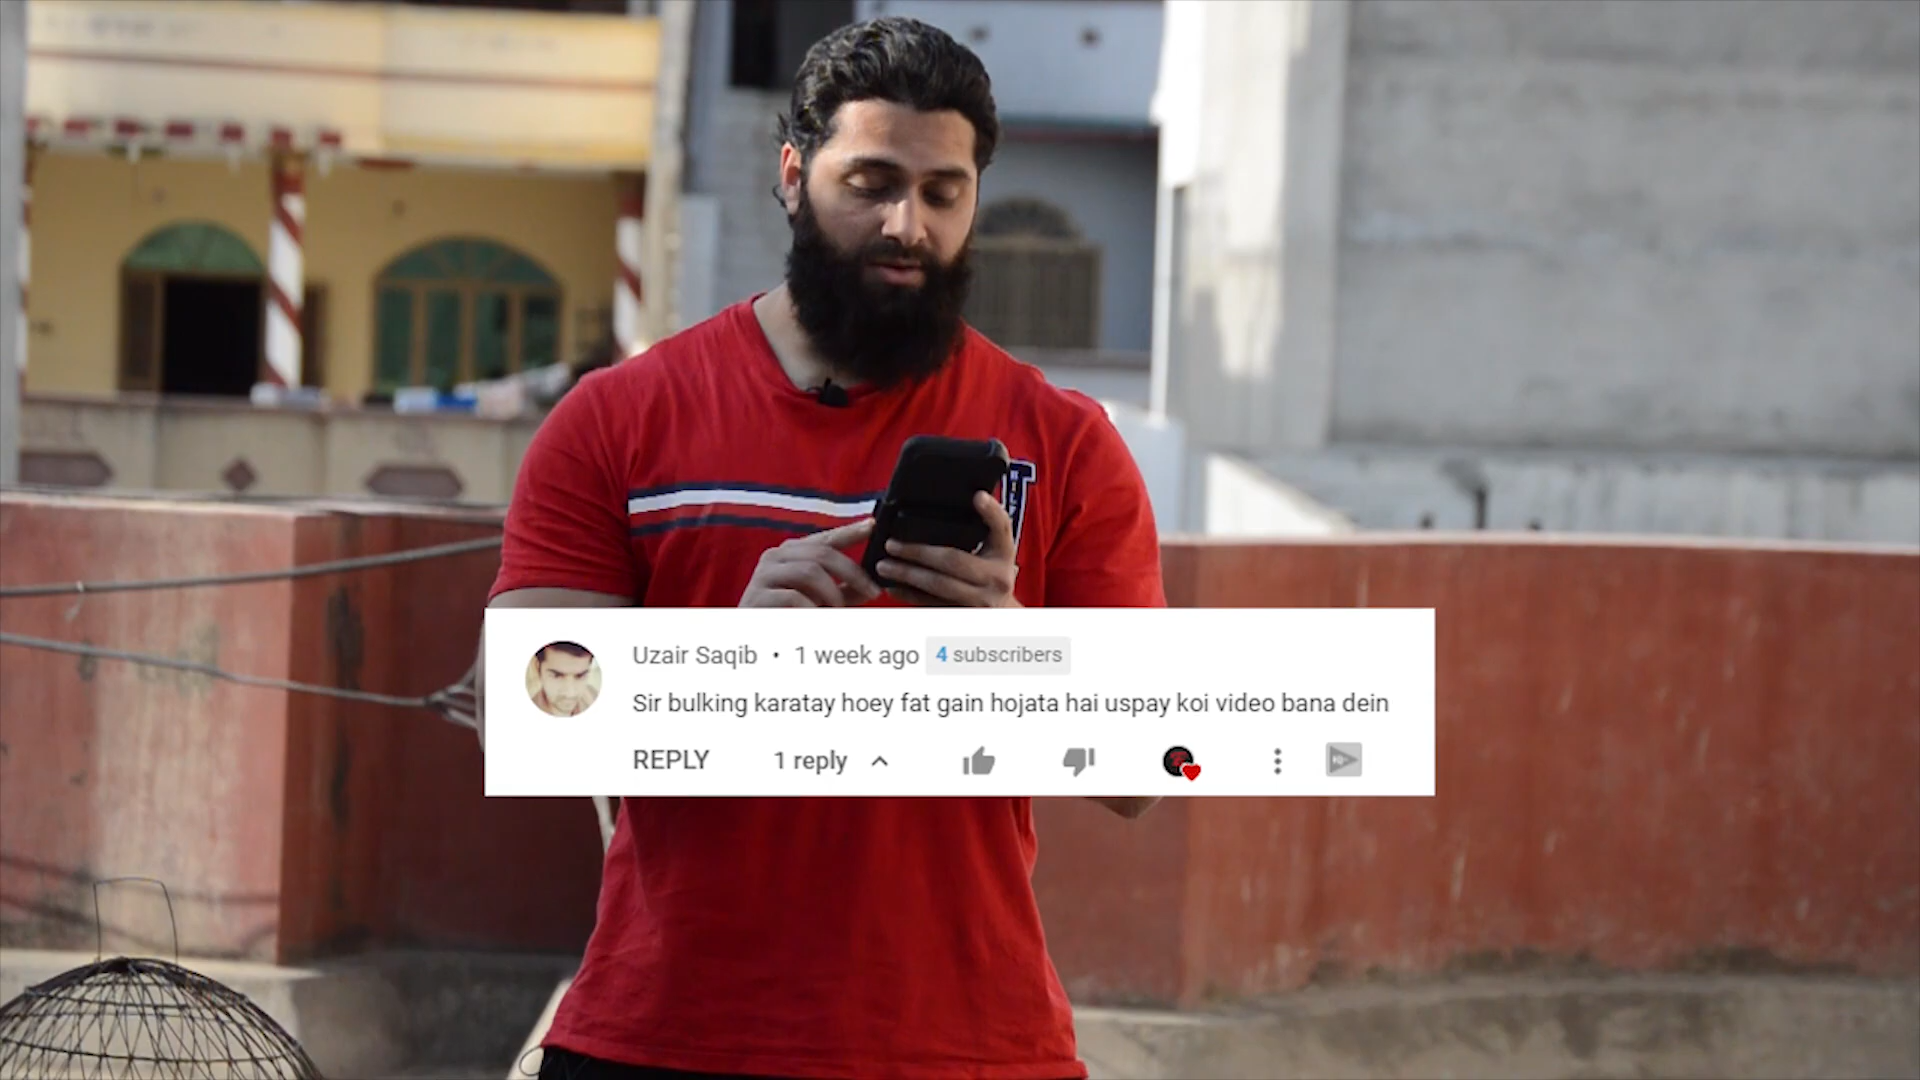 Uzair Saqib • 1 week ago 4 subscribers
Sir bulking karatay hoey fat gain hojata hai uspay koi video bana dein
REPLY 1 reply